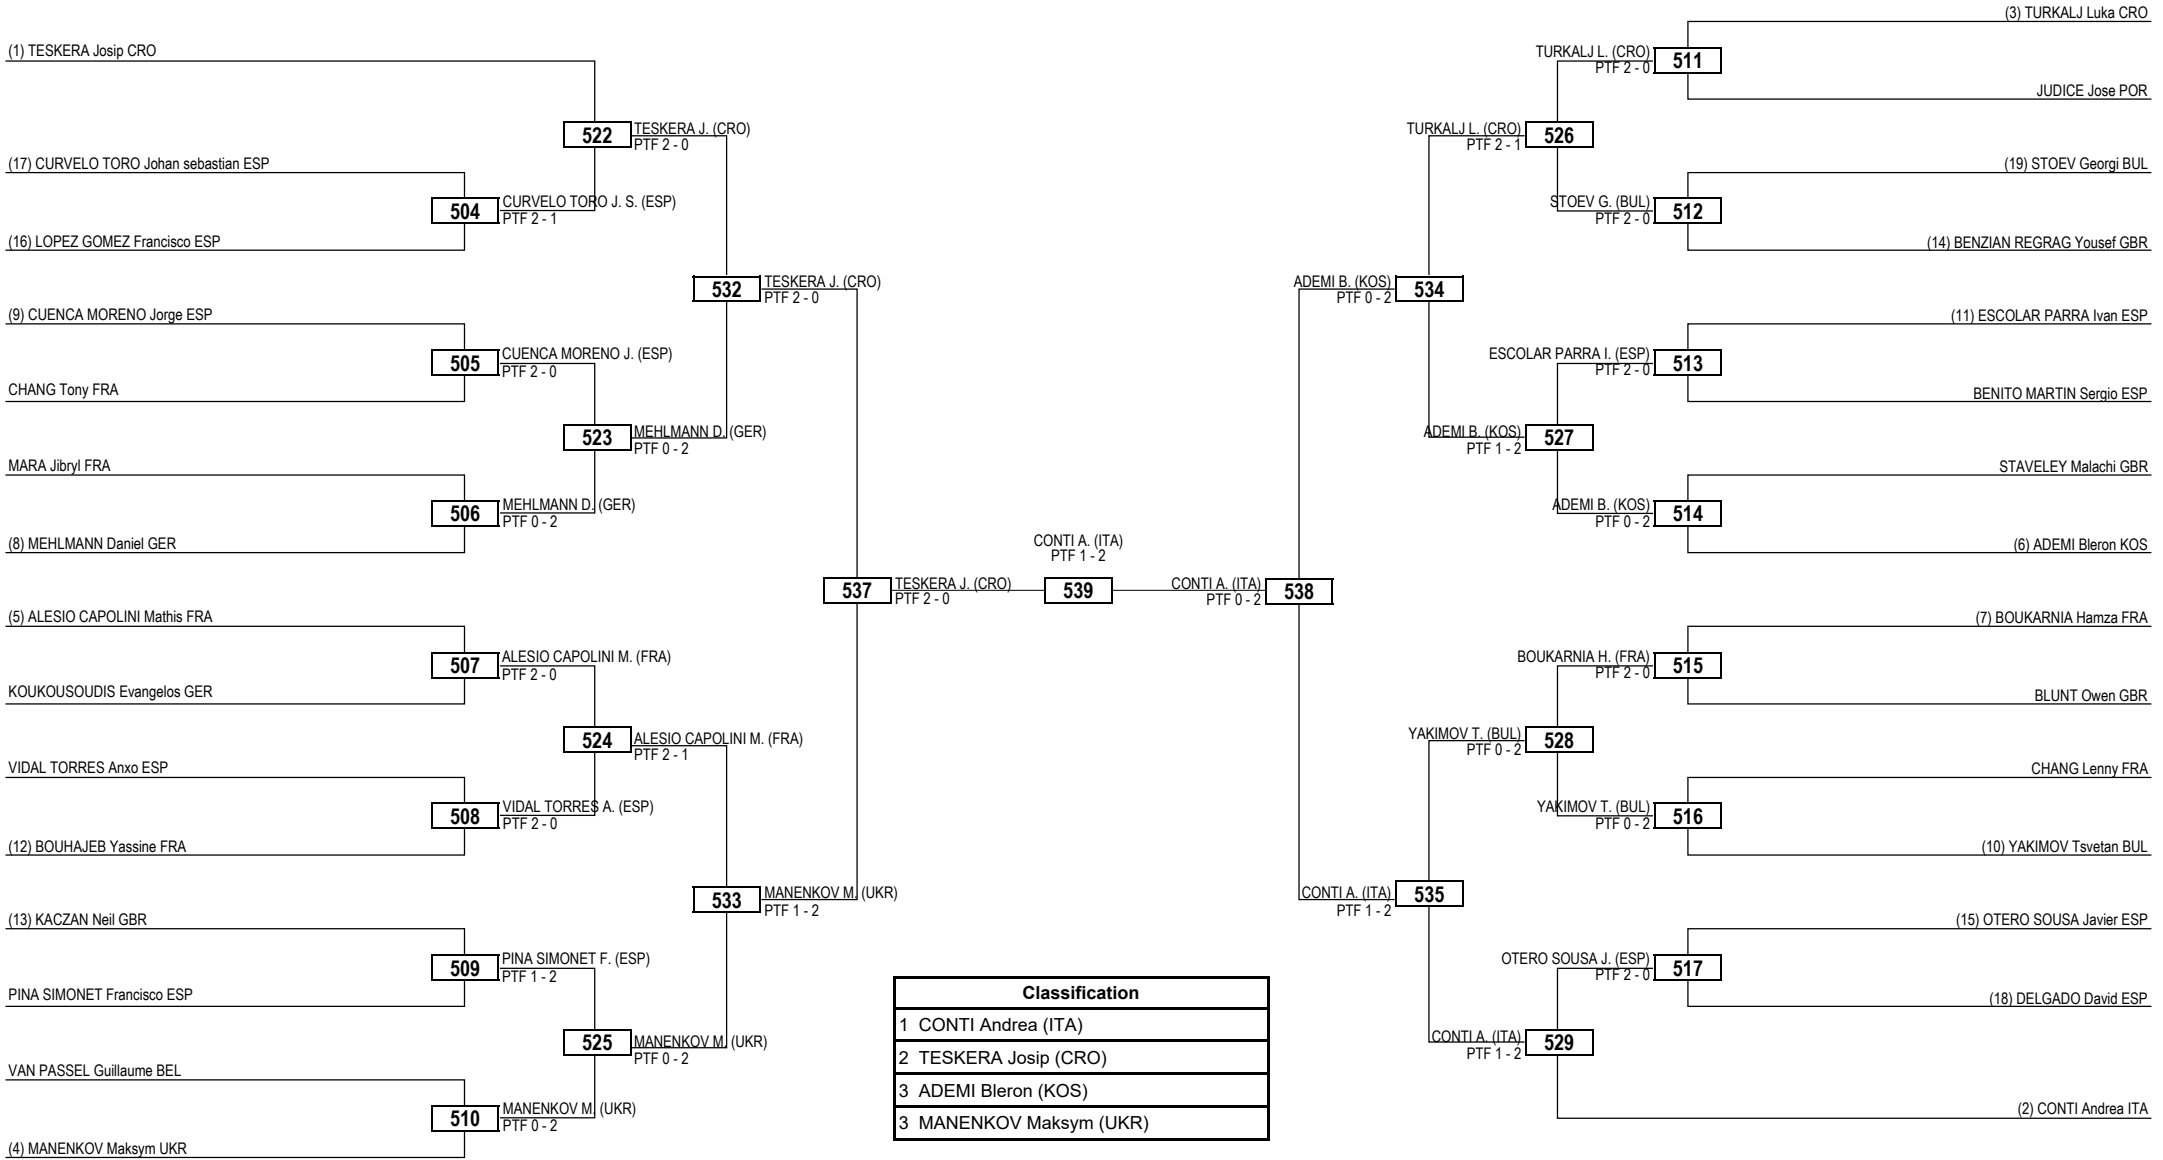 (1) TESKERA Josip CRO
(17) CURVELO TORO Johan sebastian ESP
(16) LOPEZ GOMEZ Francisco ESP
(9) CUENCA MORENO Jorge ESP
CHANG Tony FRA
MARA Jibryl FRA
(8) MEHLMANN Daniel GER
(5) ALESIO CAPOLINI Mathis FRA
KOUKOUSOUDIS Evangelos GER
VIDAL TORRES Anxo ESP
(12) BOUHAJEB Yassine FRA
(13) KACZAN Neil GBR
PINA SIMONET Francisco ESP
VAN PASSEL Guillaume BEL
(4) MANENKOV Maksym UKR
504
CURVELO TORO J. S. (ESP)
PTF 2 - 1
505
CUENCA MORENO J. (ESP)
PTF 2 - 0
506
MEHLMANN D. (GER)
PTF 0 - 2
507
ALESIO CAPOLINI M. (FRA)
PTF 2 - 0
508
VIDAL TORRES A. (ESP)
PTF 2 - 0
509
PINA SIMONET F. (ESP)
PTF 1 - 2
510
MANENKOV M. (UKR)
PTF 0 - 2
522
TESKERA J. (CRO)
PTF 2 - 0
523
MEHLMANN D. (GER)
PTF 0 - 2
524
ALESIO CAPOLINI M. (FRA)
PTF 2 - 1
525
MANENKOV M. (UKR)
PTF 0 - 2
532
TESKERA J. (CRO)
PTF 2 - 0
533
MANENKOV M. (UKR)
PTF 1 - 2
537
TESKERA J. (CRO)
PTF 2 - 0
CONTI A. (ITA)
PTF 1 - 2
539
CONTI A. (ITA)
PTF 0 - 2
538
ADEMI B. (KOS)
PTF 0 - 2
534
CONTI A. (ITA)
PTF 1 - 2
535
TURKALJ L. (CRO)
PTF 2 - 1
526
ADEMI B. (KOS)
PTF 1 - 2
527
YAKIMOV T. (BUL)
PTF 0 - 2
528
CONTI A. (ITA)
PTF 1 - 2
529
TURKALJ L. (CRO)
PTF 2 - 0
511
STOEV G. (BUL)
PTF 2 - 0
512
ESCOLAR PARRA I. (ESP)
PTF 2 - 0
513
ADEMI B. (KOS)
PTF 0 - 2
514
BOUKARNIA H. (FRA)
PTF 2 - 0
515
YAKIMOV T. (BUL)
PTF 0 - 2
516
OTERO SOUSA J. (ESP)
PTF 2 - 0
517
(3) TURKALJ Luka CRO
JUDICE Jose POR
(19) STOEV Georgi BUL
(14) BENZIAN REGRAG Yousef GBR
(11) ESCOLAR PARRA Ivan ESP
BENITO MARTIN Sergio ESP
STAVELEY Malachi GBR
(6) ADEMI Bleron KOS
(7) BOUKARNIA Hamza FRA
BLUNT Owen GBR
CHANG Lenny FRA
(10) YAKIMOV Tsvetan BUL
(15) OTERO SOUSA Javier ESP
(18) DELGADO David ESP
(2) CONTI Andrea ITA
Classification
1 CONTI Andrea (ITA)
2 TESKERA Josip (CRO)
3 ADEMI Bleron (KOS)
3 MANENKOV Maksym (UKR)